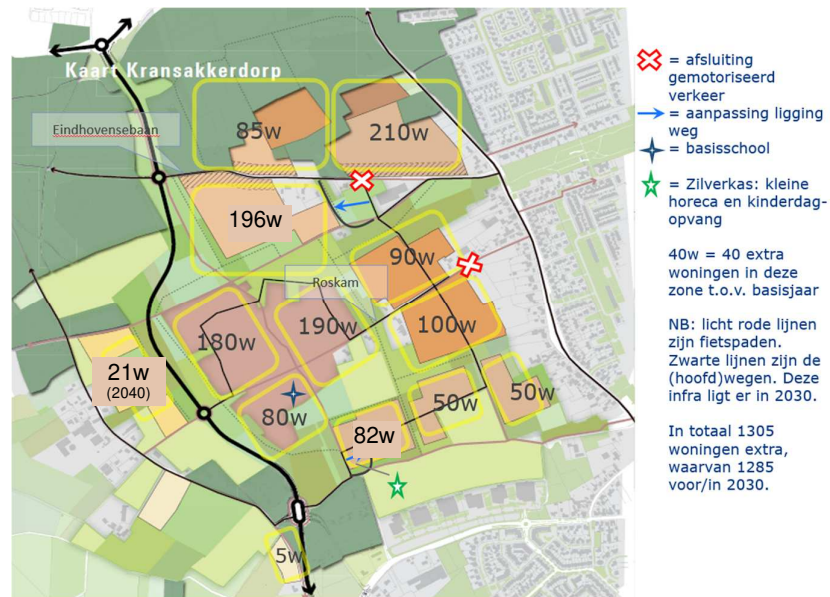 Kaart Kransakkerdorp
Eindhovensebaan
85w
210w
196w
90w
Roskam
180w
190w
100w
21w
(2040)
80w
82w
50w
50w
5w
= afsluiting
gemotoriseerd
verkeer
= aanpassing ligging
weg
= basisschool
= Zilverkas: kleine
horeca en kinderdag-
opvang
40w = 40 extra
woningen in deze
zone t.o.v. basisjaar
NB: licht rode lijnen
zijn fietspaden.
Zwarte lijnen zijn de
(hoofd)wegen. Deze
infra ligt er in 2030.
In totaal 1305
woningen extra,
waarvan 1285
voor/in 2030.